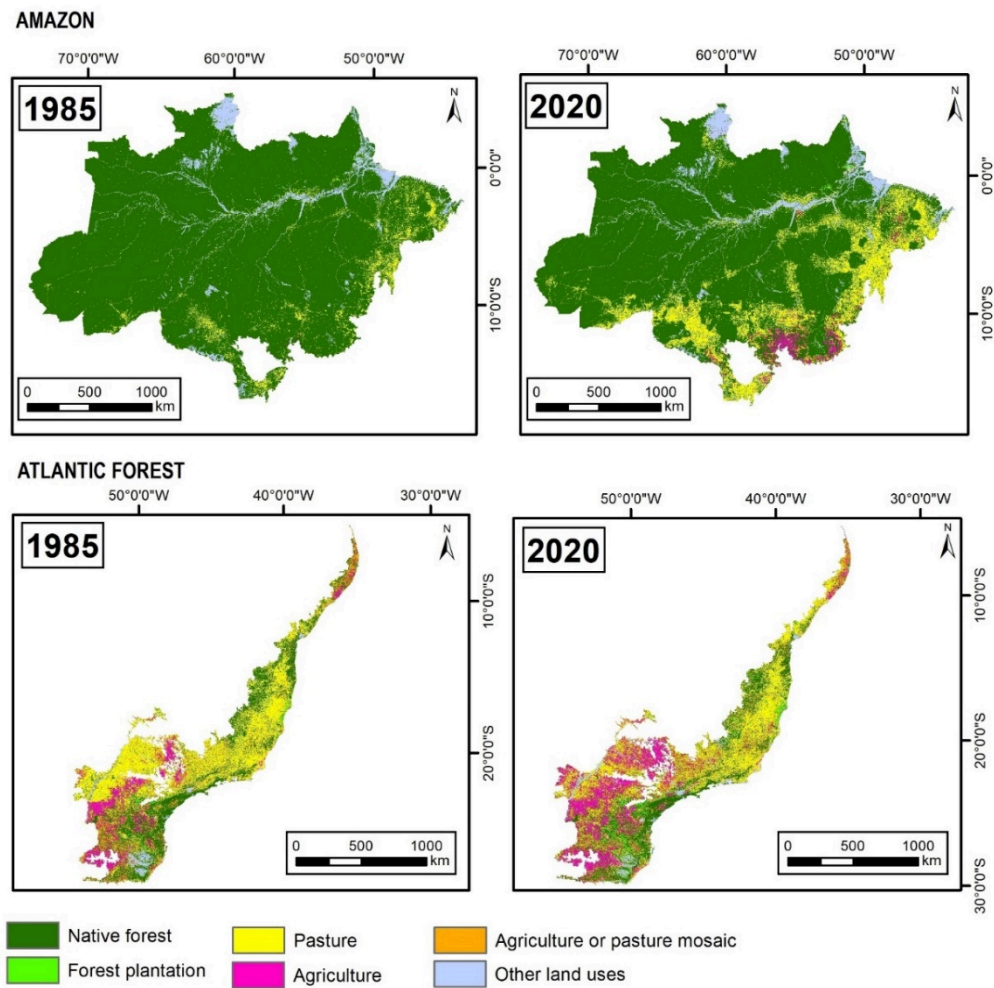 AMAZON
70°0'0"W 60°0'0"W 50°0'0"W
70°0'0"W 60°0'0"W 50°0'0"W
1985
N
2020
N
0°0'0"
0°0'0"
10°0'0"S
10°0'0"S
0 500 1000
km
0 500 1000
km
ATLANTIC FOREST
50°0'0"W 40°0'0"W 30°0'0"W
50°0'0"W 40°0'0"W 30°0'0"W
1985
N
2020
N
10°0'0"S
10°0'0"S
20°0'0"S
20°0'0"S
0 500 1000
km
0 500 1000
km
30°0'0"S
Native forest
Pasture
Agriculture or pasture mosaic
Forest plantation
Agriculture
Other land uses